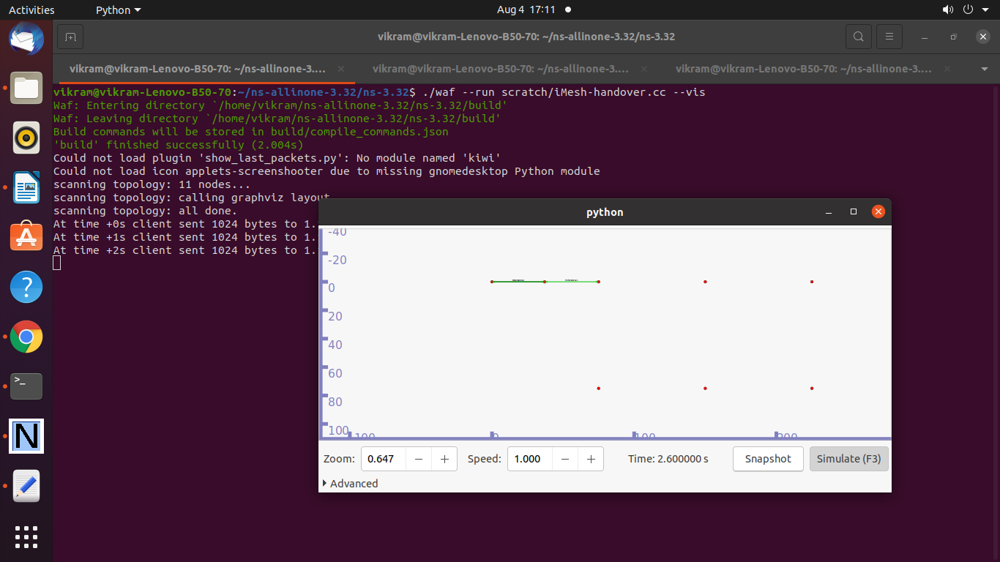 Activities
Python
Aug 4 17:11
vikram@vikram-Lenovo-B50-70: ~/ns-allinone-3.32/ns-3.32
vikram@vikram-Lenovo-B50-70: ~/ns-allinone-3....
vikram@vikram-Lenovo-B50-70: ~/ns-allinone-3....
vikram@vikram-Lenovo-B50-70: ~/ns-allinone-3....
vikram@vikram-Lenovo-B50-70:~/ns-allinone-3.32/ns-3.32$ ./waf --run scratch/iMesh-handover.cc --vis
Waf: Entering directory `/home/vikram/ns-allinone-3.32/ns-3.32/build'
Waf: Leaving directory `/home/vikram/ns-allinone-3.32/ns-3.32/build'
Build commands will be stored in build/compile_commands.json
'build' finished successfully (2.004s)
Could not load plugin 'show_last_packets.py': No module named 'kiwi'
Could not load icon applets-screenshooter due to missing gnomedesktop Python module
scanning topology: 11 nodes...
scanning topology: calling graphviz layout
scanning topology: all done.
At time +0s client sent 1024 bytes to 1.
At time +1s client sent 1024 bytes to 1.
At time +2s client sent 1024 bytes to 1.
python
-40
-20
0
20
40
60
80
100
-100 0 100 200
Zoom: 0.647 − + Speed: 1.000 − + Time: 2.600000 s Snapshot Simulate (F3)
Advanced
>_
N